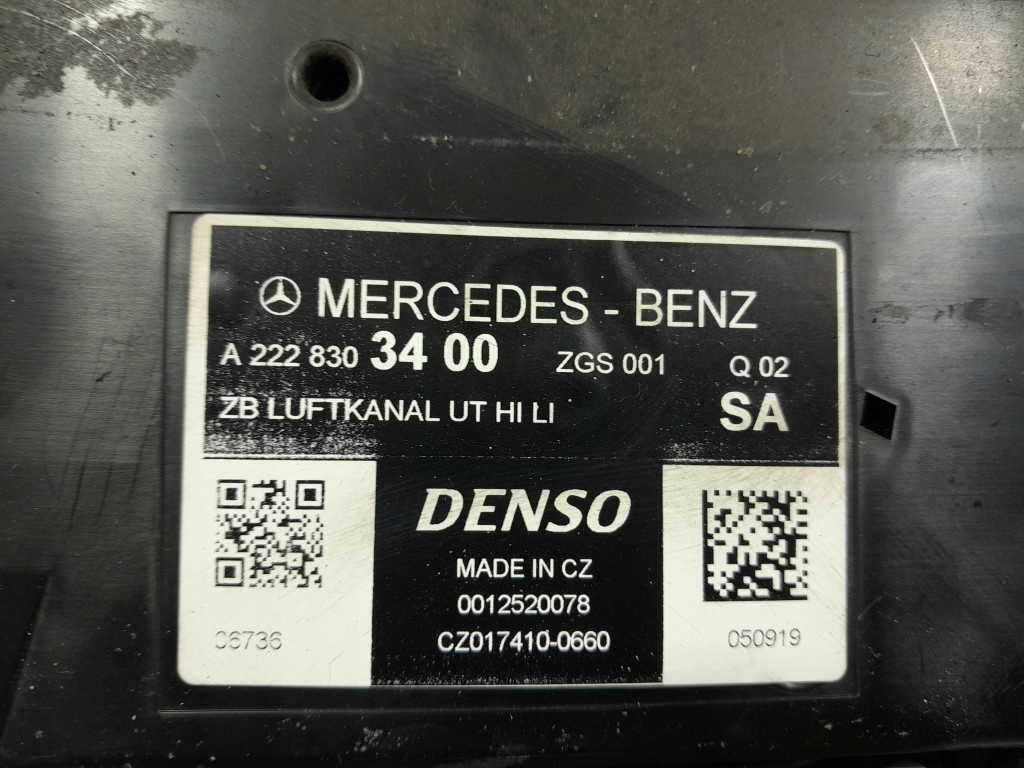 MERCEDES - BENZ
A 222 830 34 00 ZGS 001 Q 02
ZB LUFTKANAL UT HI LI SA
DENSO
MADE IN CZ
0012520078
CZ017410-0660
06736
050919